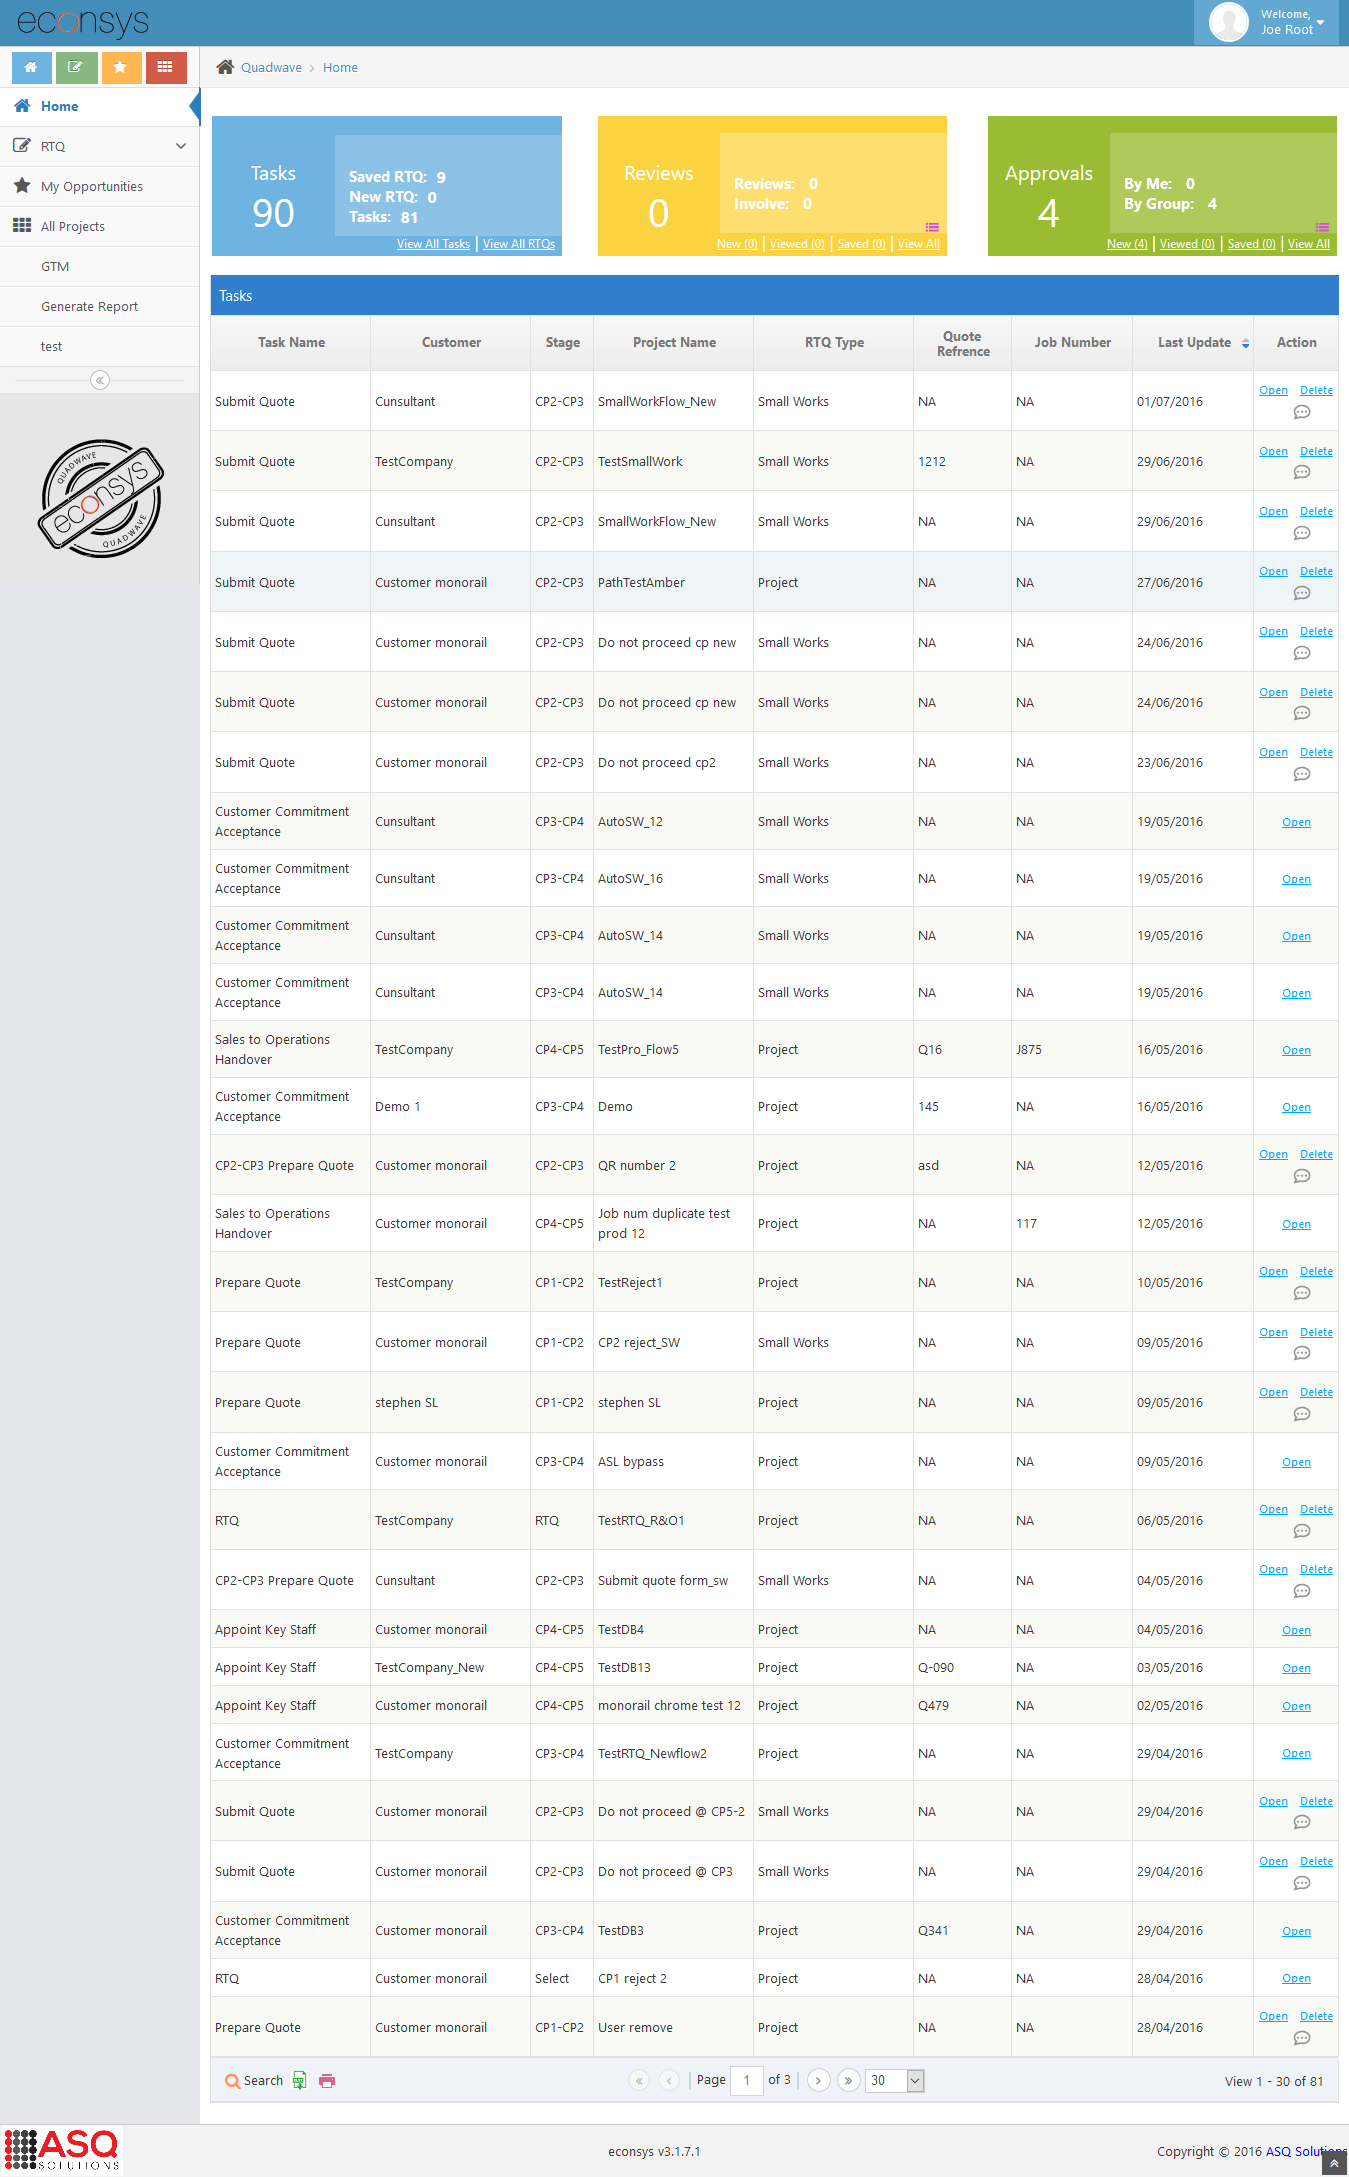 econsys
Welcome,
Joe Root
Quadwave > Home
Home
RTQ
My Opportunities
All Projects
GTM
Generate Report
test
QUADWAVE
econsys
QUADWAVE
Tasks
90
Saved RTQ: 9
New RTQ: 0
Tasks: 81
View All Tasks | View All RTQs
Reviews
0
Reviews: 0
Involve: 0
New (0) | Viewed (0) | Saved (0) | View All
Approvals
4
By Me: 0
By Group: 4
New (4) | Viewed (0) | Saved (0) | View All
Tasks
Task Name Customer Stage Project Name RTQ Type Quote Refrence Job Number Last Update Action
Submit Quote Cunsultant CP2-CP3 SmallWorkFlow_New Small Works NA NA 01/07/2016 Open Delete
Submit Quote TestCompany CP2-CP3 TestSmallWork Small Works 1212 NA 29/06/2016 Open Delete
Submit Quote Cunsultant CP2-CP3 SmallWorkFlow_New Small Works NA NA 29/06/2016 Open Delete
Submit Quote Customer monorail CP2-CP3 PathTestAmber Project NA NA 27/06/2016 Open Delete
Submit Quote Customer monorail CP2-CP3 Do not proceed cp new Small Works NA NA 24/06/2016 Open Delete
Submit Quote Customer monorail CP2-CP3 Do not proceed cp new Small Works NA NA 24/06/2016 Open Delete
Submit Quote Customer monorail CP2-CP3 Do not proceed cp2 Small Works NA NA 23/06/2016 Open Delete
Customer Commitment Acceptance Cunsultant CP3-CP4 AutoSW_12 Small Works NA NA 19/05/2016 Open
Customer Commitment Acceptance Cunsultant CP3-CP4 AutoSW_16 Small Works NA NA 19/05/2016 Open
Customer Commitment Acceptance Cunsultant CP3-CP4 AutoSW_14 Small Works NA NA 19/05/2016 Open
Customer Commitment Acceptance Cunsultant CP3-CP4 AutoSW_14 Small Works NA NA 19/05/2016 Open
Sales to Operations Handover TestCompany CP4-CP5 TestPro_Flow5 Project Q16 J875 16/05/2016 Open
Customer Commitment Acceptance Demo 1 CP3-CP4 Demo Project 145 NA 16/05/2016 Open
CP2-CP3 Prepare Quote Customer monorail CP2-CP3 QR number 2 Project asd NA 12/05/2016 Open Delete
Sales to Operations Handover Customer monorail CP4-CP5 Job num duplicate test prod 12 Project NA 117 12/05/2016 Open
Prepare Quote TestCompany CP1-CP2 TestReject1 Project NA NA 10/05/2016 Open Delete
Prepare Quote Customer monorail CP1-CP2 CP2 reject_SW Small Works NA NA 09/05/2016 Open Delete
Prepare Quote stephen SL CP1-CP2 stephen SL Project NA NA 09/05/2016 Open Delete
Customer Commitment Acceptance Customer monorail CP3-CP4 ASL bypass Project NA NA 09/05/2016 Open
RTQ TestCompany RTQ TestRTQ_R&O1 Project NA NA 06/05/2016 Open Delete
CP2-CP3 Prepare Quote Cunsultant CP2-CP3 Submit quote form_sw Small Works NA NA 04/05/2016 Open Delete
Appoint Key Staff Customer monorail CP4-CP5 TestDB4 Project NA NA 04/05/2016 Open
Appoint Key Staff TestCompany_New CP4-CP5 TestDB13 Project Q-090 NA 03/05/2016 Open
Appoint Key Staff Customer monorail CP4-CP5 monorail chrome test 12 Project Q479 NA 02/05/2016 Open
Customer Commitment Acceptance TestCompany CP3-CP4 TestRTQ_Newflow2 Project NA NA 29/04/2016 Open
Submit Quote Customer monorail CP2-CP3 Do not proceed @ CP5-2 Small Works NA NA 29/04/2016 Open Delete
Submit Quote Customer monorail CP2-CP3 Do not proceed @ CP3 Small Works NA NA 29/04/2016 Open Delete
Customer Commitment Acceptance Customer monorail CP3-CP4 TestDB3 Project Q341 NA 29/04/2016 Open
RTQ Customer monorail Select CP1 reject 2 Project NA NA 28/04/2016 Open
Prepare Quote Customer monorail CP1-CP2 User remove Project NA NA 28/04/2016 Open Delete
Search Page 1 of 3 30 View 1 - 30 of 81
ASQ
SOLUTIONS
econsys v3.1.7.1
Copyright © 2016 ASQ Solutions